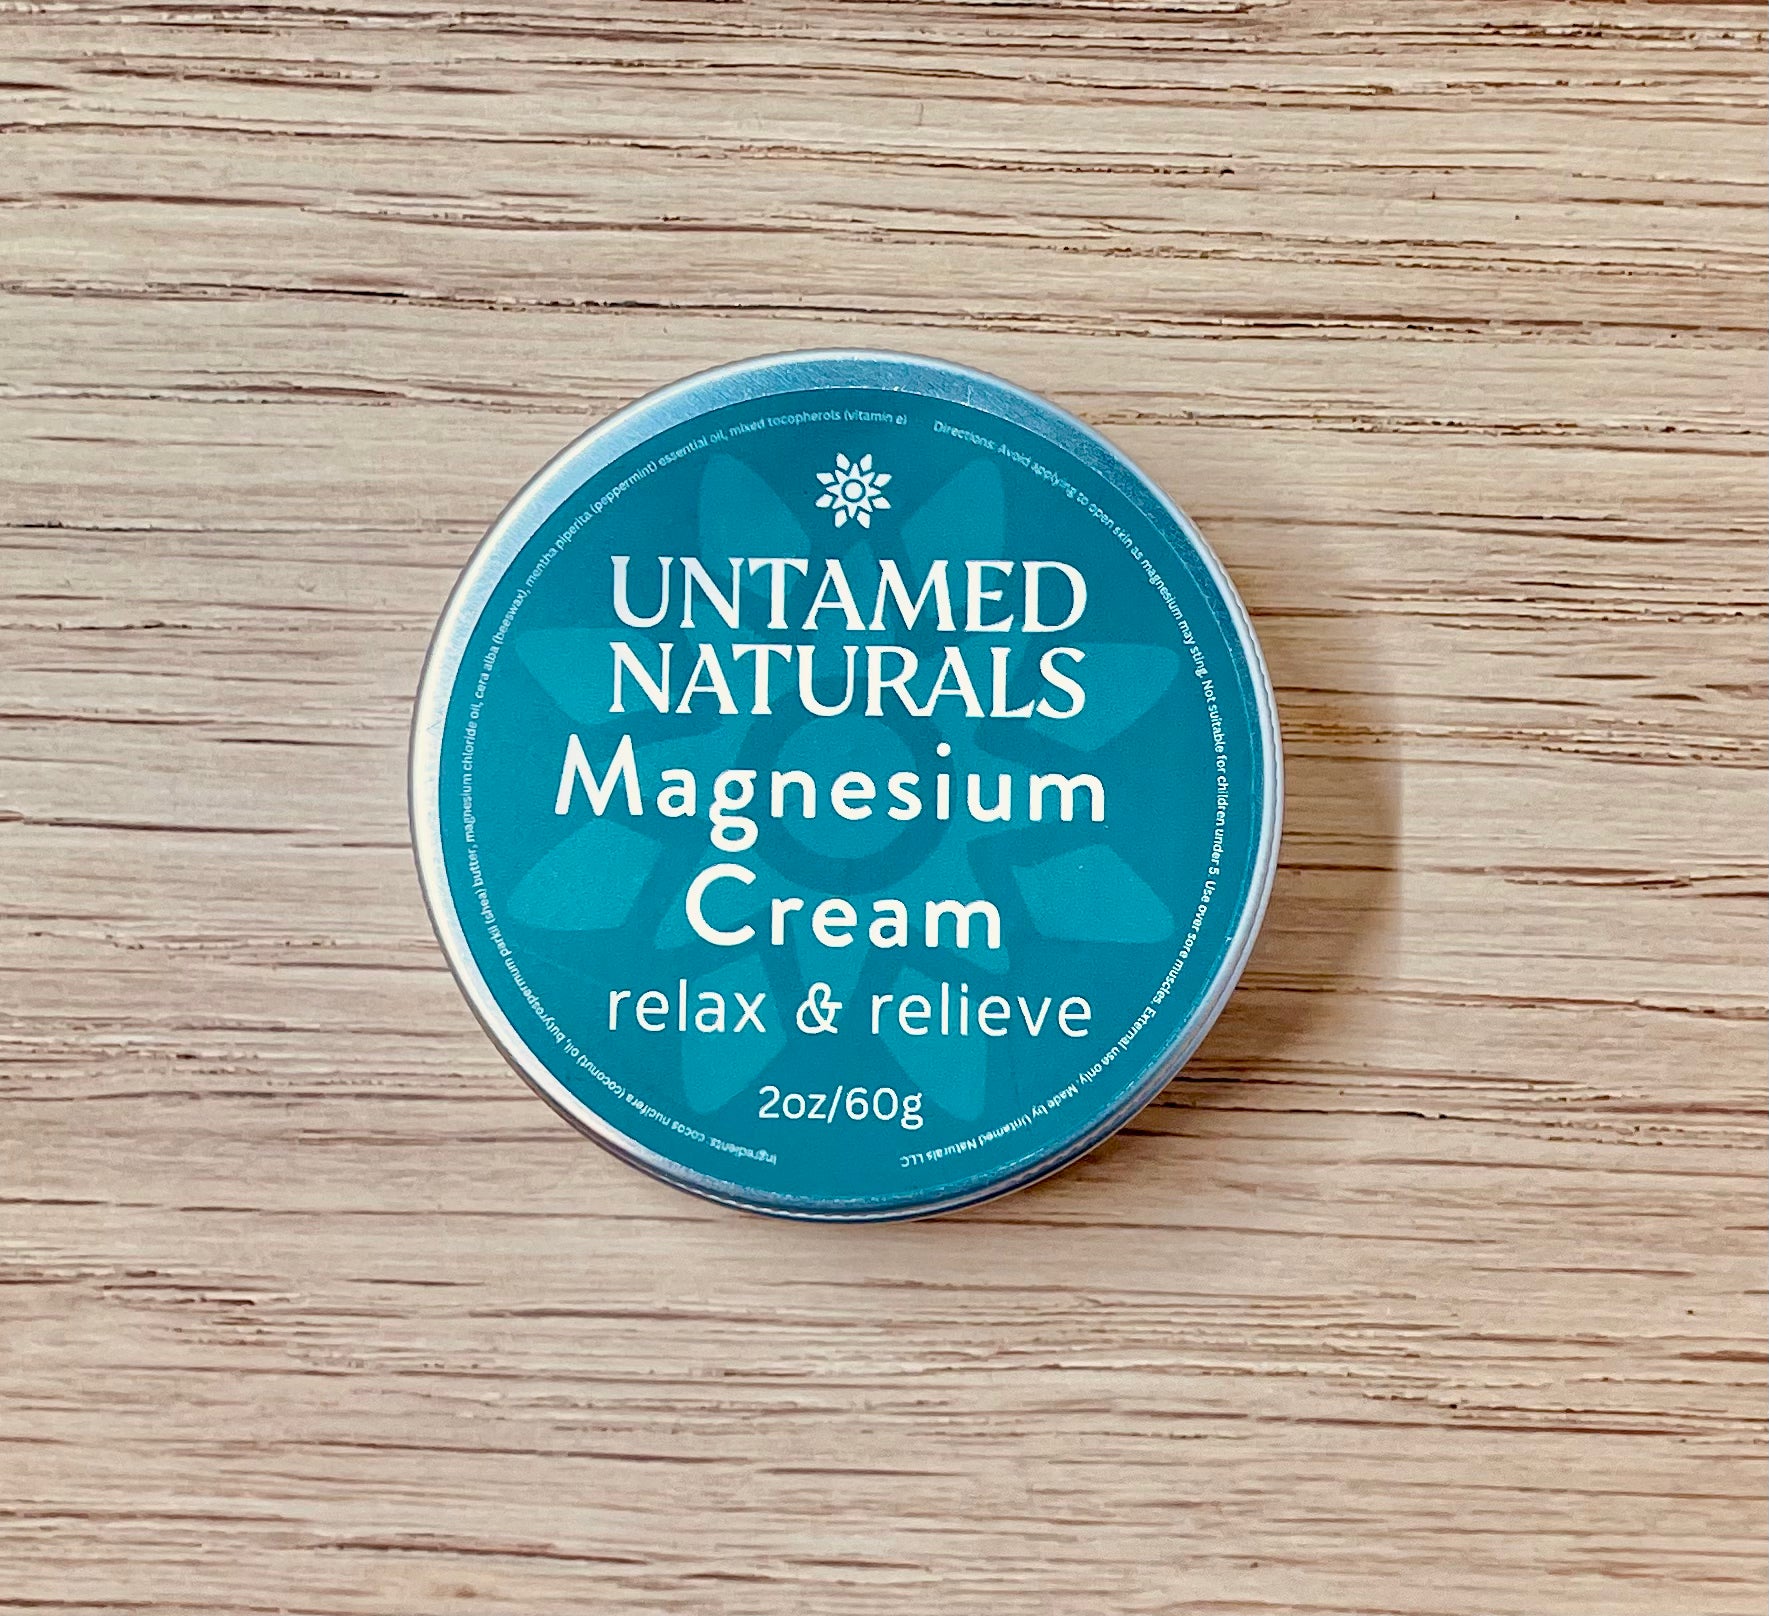 UNTAMED
NATURALS
Magnesium
Cream
relax & relieve
2oz/60g
Ingredients: cocos nucifera (coconut) oil, butyrospermum parkii (shea) butter, magnesium chloride oil, cera alba (beeswax), mentha piperita (peppermint) essential oil, mixed tocopherols (vitamin e)
Directions: Avoid applying to open skin as magnesium may sting. Not suitable for children under 5. Use over sore muscles. External use only. Made by Untamed Naturals LLC